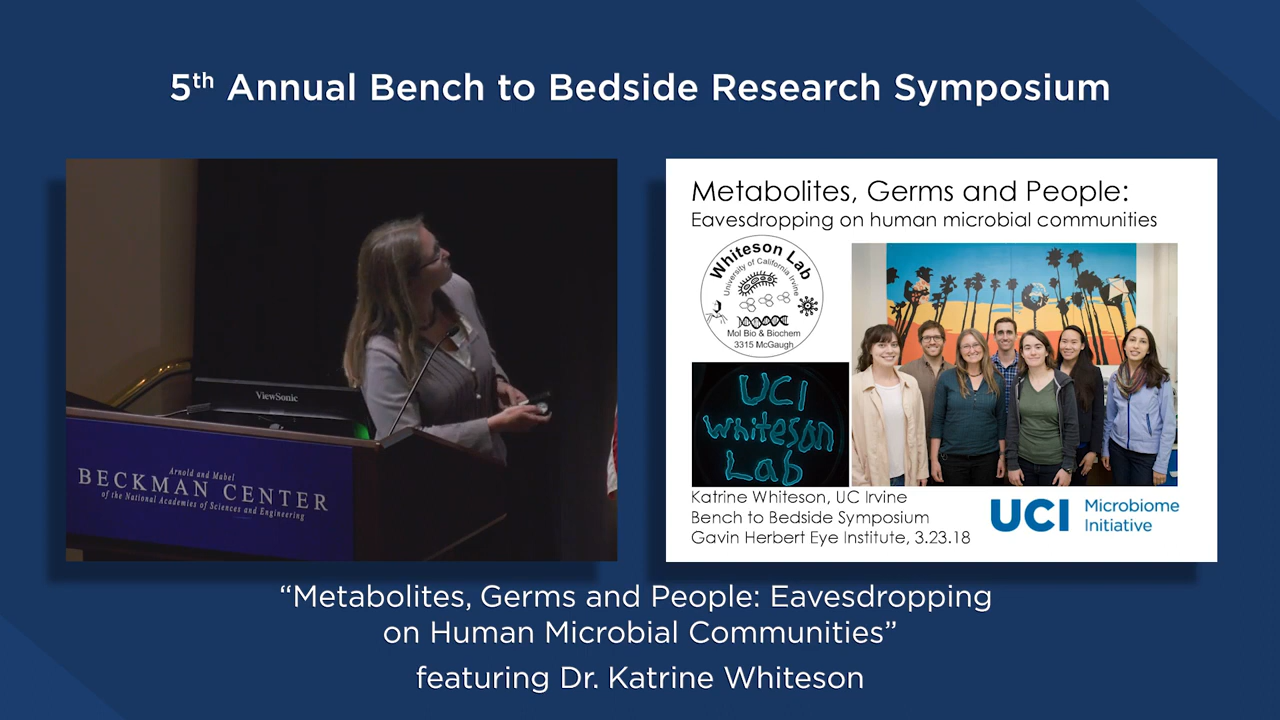 5th Annual Bench to Bedside Research Symposium
ViewSonic
Arnold and Mabel
BECKMAN CENTER
of the National Academies of Sciences and Engineering
Metabolites, Germs and People:
Eavesdropping on human microbial communities
Whiteson Lab
University of California Irvine
Mol Bio & Biochem
3315 McGaugh
UCI
Whiteson
Lab
Katrine Whiteson, UC Irvine
Bench to Bedside Symposium
Gavin Herbert Eye Institute, 3.23.18
UCI Microbiome
Initiative
“Metabolites, Germs and People: Eavesdropping
on Human Microbial Communities”
featuring Dr. Katrine Whiteson